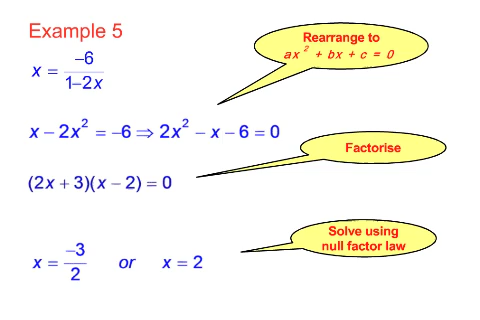 Example 5
Rearrange to
ax² + bx + c = 0
x = −6/(1−2x)
x − 2x² = −6 ⇒ 2x² − x − 6 = 0
Factorise
(2x + 3)(x − 2) = 0
Solve using
null factor law
x = −3/2 or x = 2